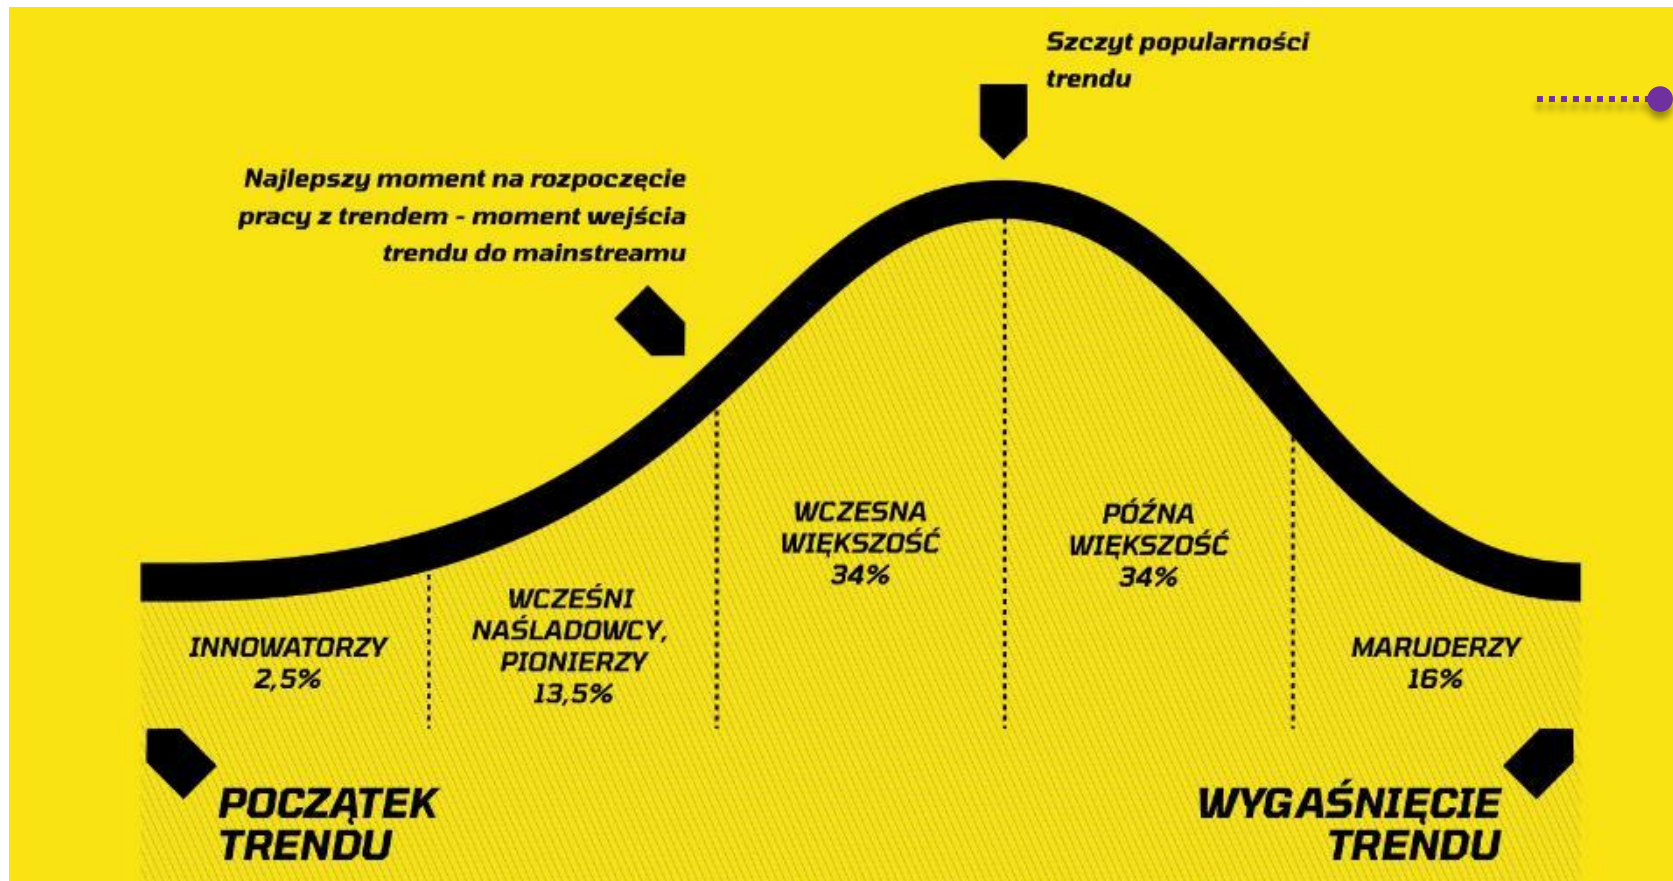 Szczyt popularności
trendu
Najlepszy moment na rozpoczęcie
pracy z trendem - moment wejścia
trendu do mainstreamu
WCZESNA
WIĘKSZOŚĆ
34%
PÓŹNA
WIĘKSZOŚĆ
34%
WCZEŚNI
NAŚLADOWCY,
PIONIERZY
13,5%
INNOWATORZY
2,5%
MARUDERZY
16%
POCZĄTEK
TRENDU
WYGAŚNIĘCIE
TRENDU